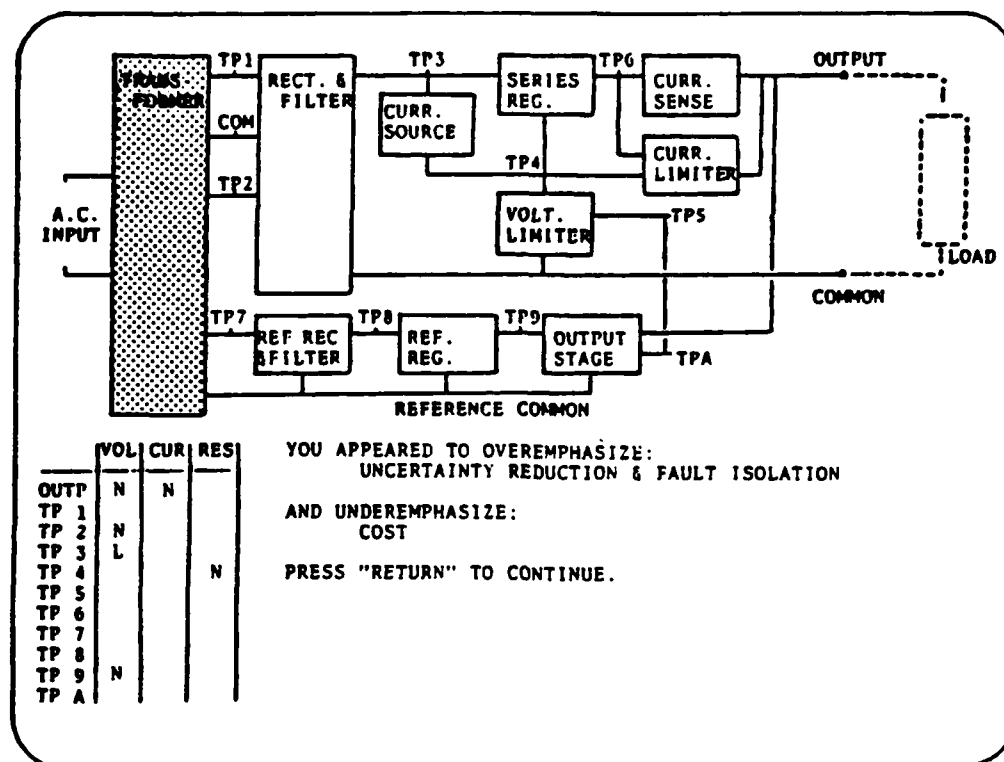 TP1
TP3
TP6
OUTPUT
TRANS
FORMER
RECT. &
FILTER
SERIES
REG.
CURR.
SENSE
COM
CURR.
SOURCE
TP4
CURR.
LIMITER
TP2
A.C.
INPUT
VOLT.
LIMITER
TP5
LOAD
COMMON
TP7
TP8
TP9
REF REC
&FILTER
REF.
REG.
OUTPUT
STAGE
TPA
REFERENCE COMMON
VOL CUR RES
OUTP N N
TP 1
TP 2 N
TP 3 L
TP 4 N
TP 5
TP 6
TP 7
TP 8
TP 9 N
TP A
YOU APPEARED TO OVEREMPHASIZE:
UNCERTAINTY REDUCTION & FAULT ISOLATION
AND UNDEREMPHASIZE:
COST
PRESS "RETURN" TO CONTINUE.